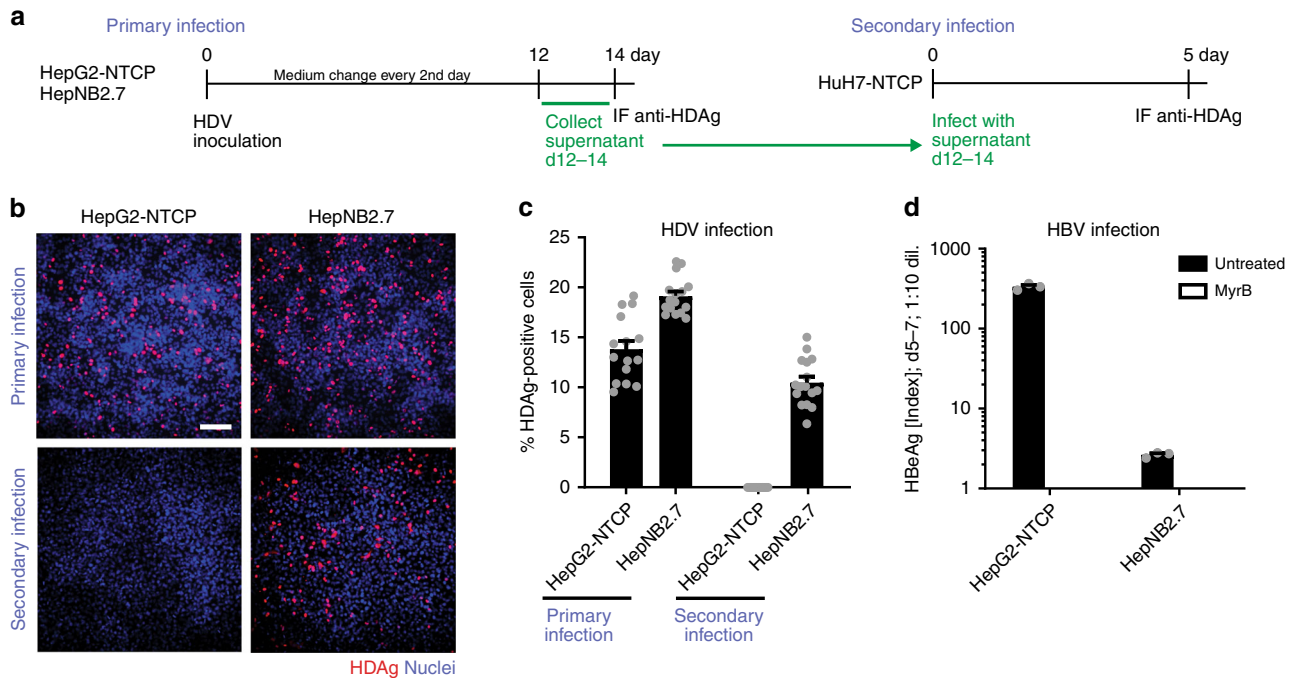 a
Primary infection
Secondary infection
0
12
14 day
0
5 day
HepG2-NTCP
HepNB2.7
Medium change every 2nd day
HuH7-NTCP
HDV
inoculation
Collect
supernatant
d12–14
IF anti-HDAg
Infect with
supernatant
d12–14
IF anti-HDAg
b
HepG2-NTCP
HepNB2.7
Primary infection
Secondary infection
HDAg Nuclei
c
HDV infection
% HDAg-positive cells
25
20
15
10
5
0
HepG2-NTCP
HepNB2.7
HepG2-NTCP
HepNB2.7
Primary
infection
Secondary
infection
d
HBV infection
Untreated
MyrB
HBeAg [Index]; d5–7; 1:10 dil.
1000
100
10
1
HepG2-NTCP
HepNB2.7